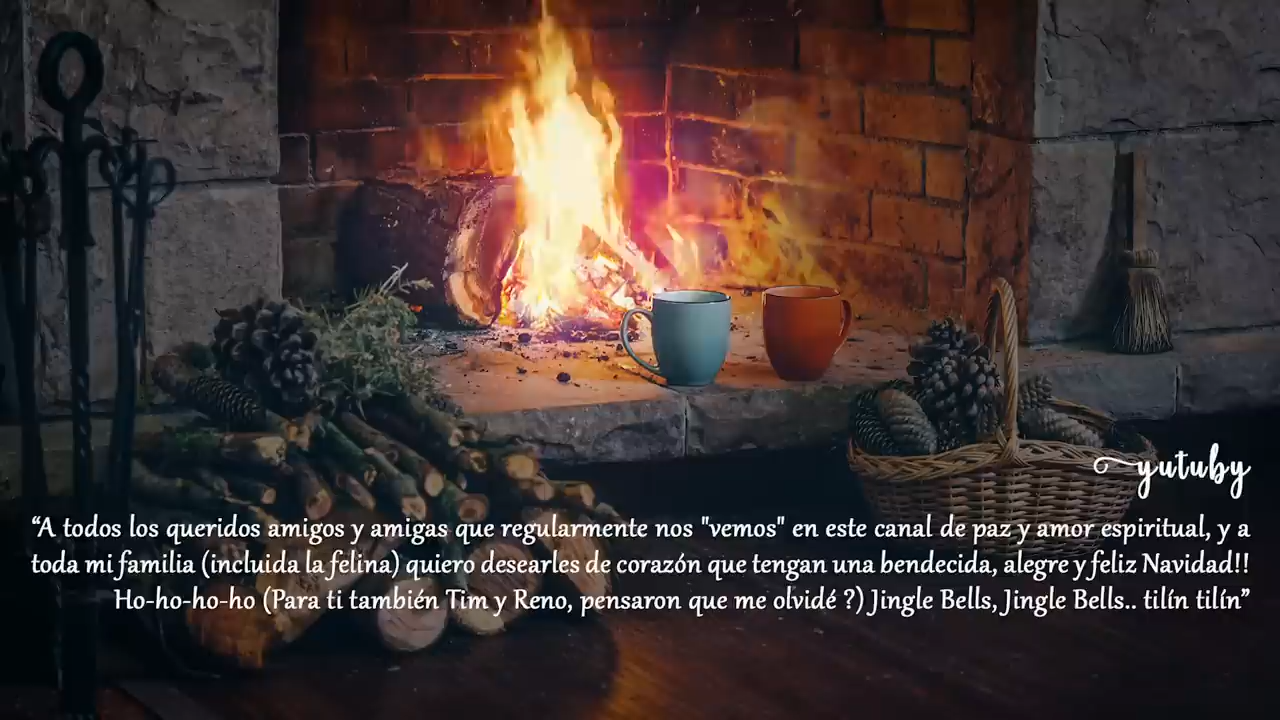 yutuby
“A todos los queridos amigos y amigas que regularmente nos "vemos" en este canal de paz y amor espiritual, y a
toda mi familia (incluida la felina) quiero desearles de corazón que tengan una bendecida, alegre y feliz Navidad!!
Ho-ho-ho-ho (Para ti también Tim y Reno, pensaron que me olvidé ?) Jingle Bells, Jingle Bells.. tilín tilín”